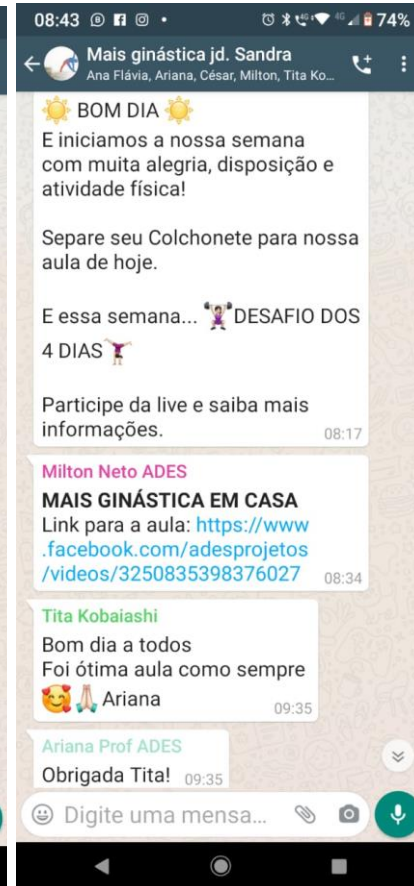 08:43
4G
4G
74%
Mais ginástica jd. Sandra
Ana Flávia, Ariana, César, Milton, Tita Ko...
🌞 BOM DIA 🌞
E iniciamos a nossa semana
com muita alegria, disposição e
atividade física!
Separe seu Colchonete para nossa
aula de hoje.
E essa semana... 🏋🏻‍♀️DESAFIO DOS
4 DIAS🤸🏻‍♀️
Participe da live e saiba mais
informações.
08:17
Milton Neto ADES
MAIS GINÁSTICA EM CASA
Link para a aula: https://www
.facebook.com/adesprojetos
/videos/3250835398376027
08:34
Tita Kobaiashi
Bom dia a todos
Foi ótima aula como sempre
🥰🙏🏻Ariana
09:35
Ariana Prof ADES
Obrigada Tita!
09:35
Digite uma mensa...